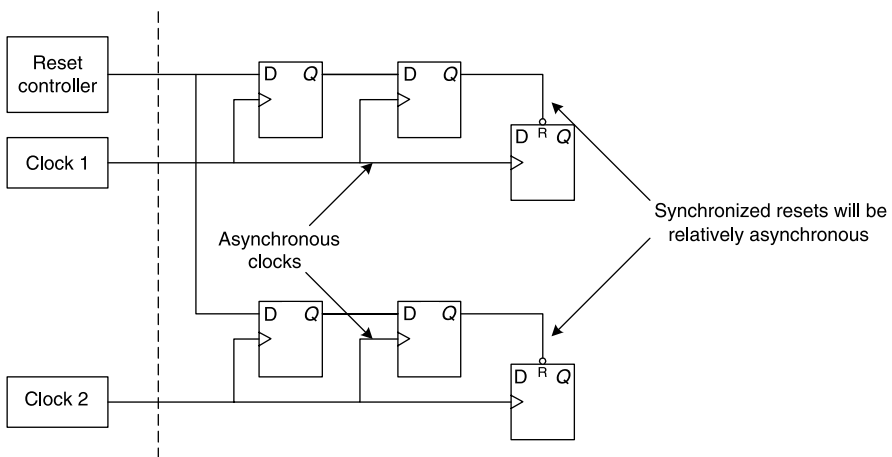 Reset
controller
D Q
D Q
D R Q
Clock 1
Asynchronous
clocks
Synchronized resets will be
relatively asynchronous
D Q
D Q
D R Q
Clock 2